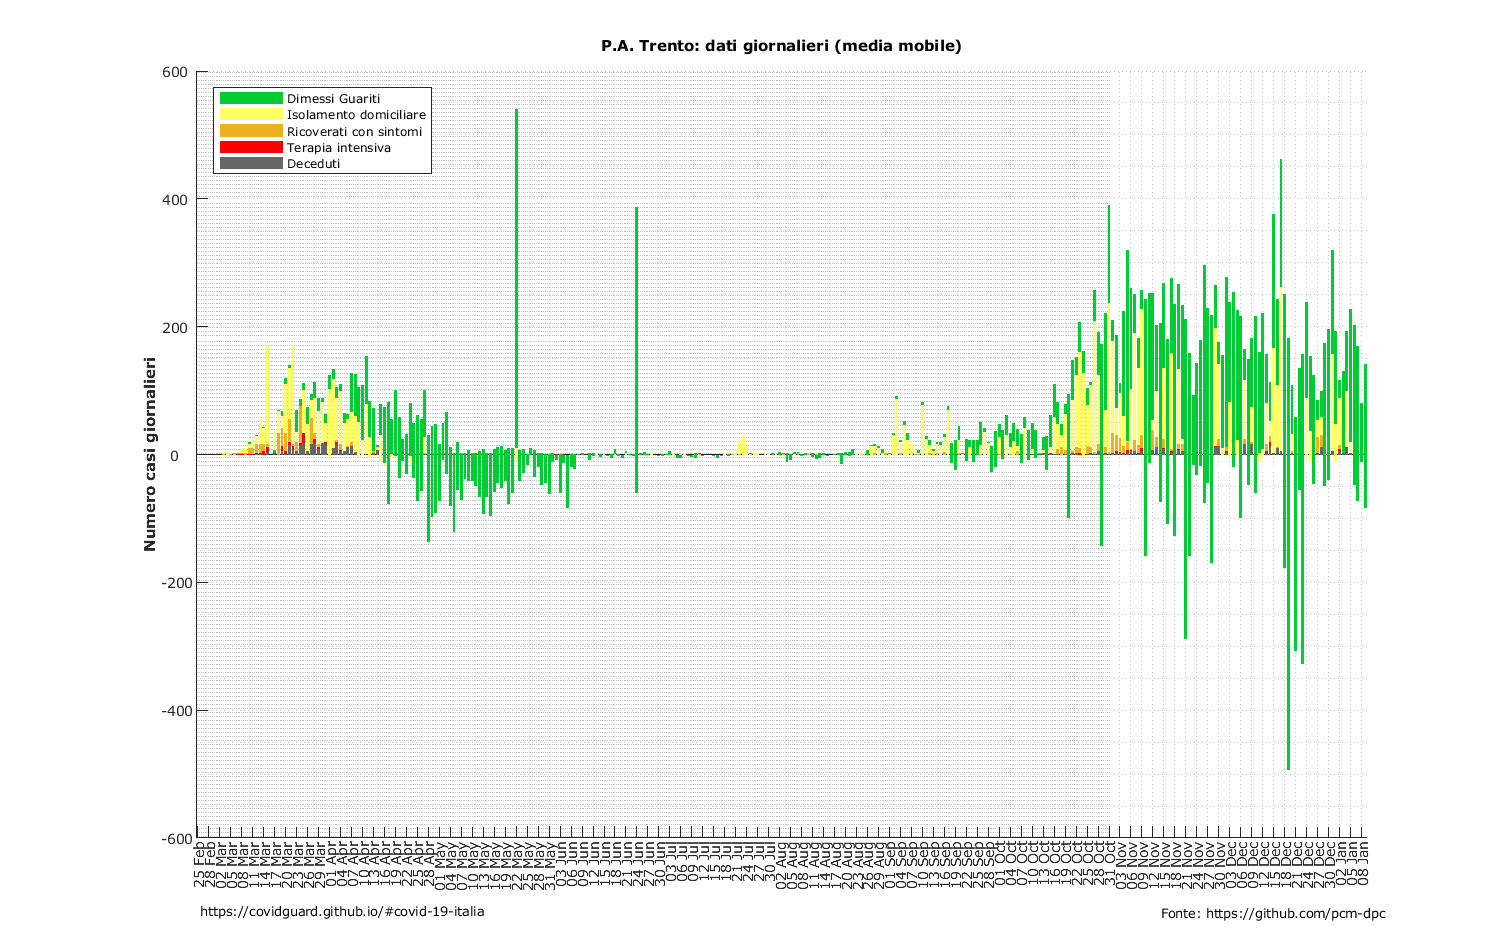 P.A. Trento: dati giornalieri (media mobile)
600
400
200
0
-200
-400
-600
Numero casi giornalieri
Dimessi Guariti
Isolamento domiciliare
Ricoverati con sintomi
Terapia intensiva
Deceduti
25 Feb
28 Feb
02 Mar
05 Mar
08 Mar
11 Mar
14 Mar
17 Mar
20 Mar
23 Mar
26 Mar
29 Mar
01 Apr
04 Apr
07 Apr
10 Apr
13 Apr
16 Apr
19 Apr
22 Apr
25 Apr
28 Apr
01 May
04 May
07 May
10 May
13 May
16 May
19 May
22 May
25 May
28 May
31 May
03 Jun
06 Jun
09 Jun
12 Jun
15 Jun
18 Jun
21 Jun
24 Jun
27 Jun
30 Jun
03 Jul
06 Jul
09 Jul
12 Jul
15 Jul
18 Jul
21 Jul
24 Jul
27 Jul
30 Jul
02 Aug
05 Aug
08 Aug
11 Aug
14 Aug
17 Aug
20 Aug
23 Aug
26 Aug
29 Aug
01 Sep
04 Sep
07 Sep
10 Sep
13 Sep
16 Sep
19 Sep
22 Sep
25 Sep
28 Sep
01 Oct
04 Oct
07 Oct
10 Oct
13 Oct
16 Oct
19 Oct
22 Oct
25 Oct
28 Oct
31 Oct
03 Nov
06 Nov
09 Nov
12 Nov
15 Nov
18 Nov
21 Nov
24 Nov
27 Nov
30 Nov
03 Dec
06 Dec
09 Dec
12 Dec
15 Dec
18 Dec
21 Dec
24 Dec
27 Dec
30 Dec
02 Jan
05 Jan
08 Jan
https://covidguard.github.io/#covid-19-italia
Fonte: https://github.com/pcm-dpc